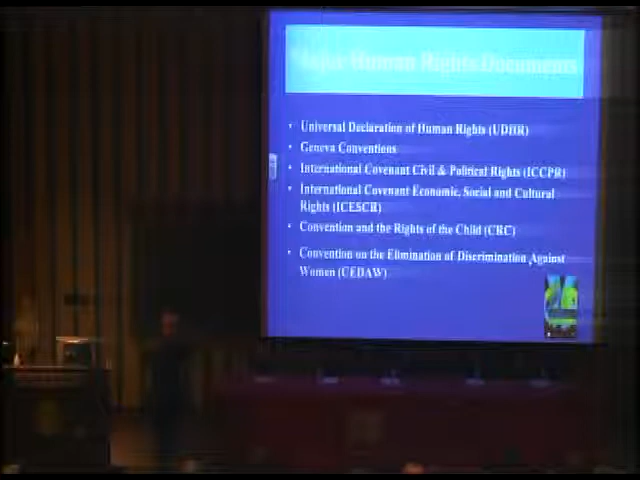 Major Human Rights Documents
• Universal Declaration of Human Rights (UDHR)
• Geneva Conventions
• International Covenant Civil & Political Rights (ICCPR)
• International Covenant Economic, Social and Cultural
Rights (ICESCR)
• Convention and the Rights of the Child (CRC)
• Convention on the Elimination of Discrimination Against
Women (CEDAW)